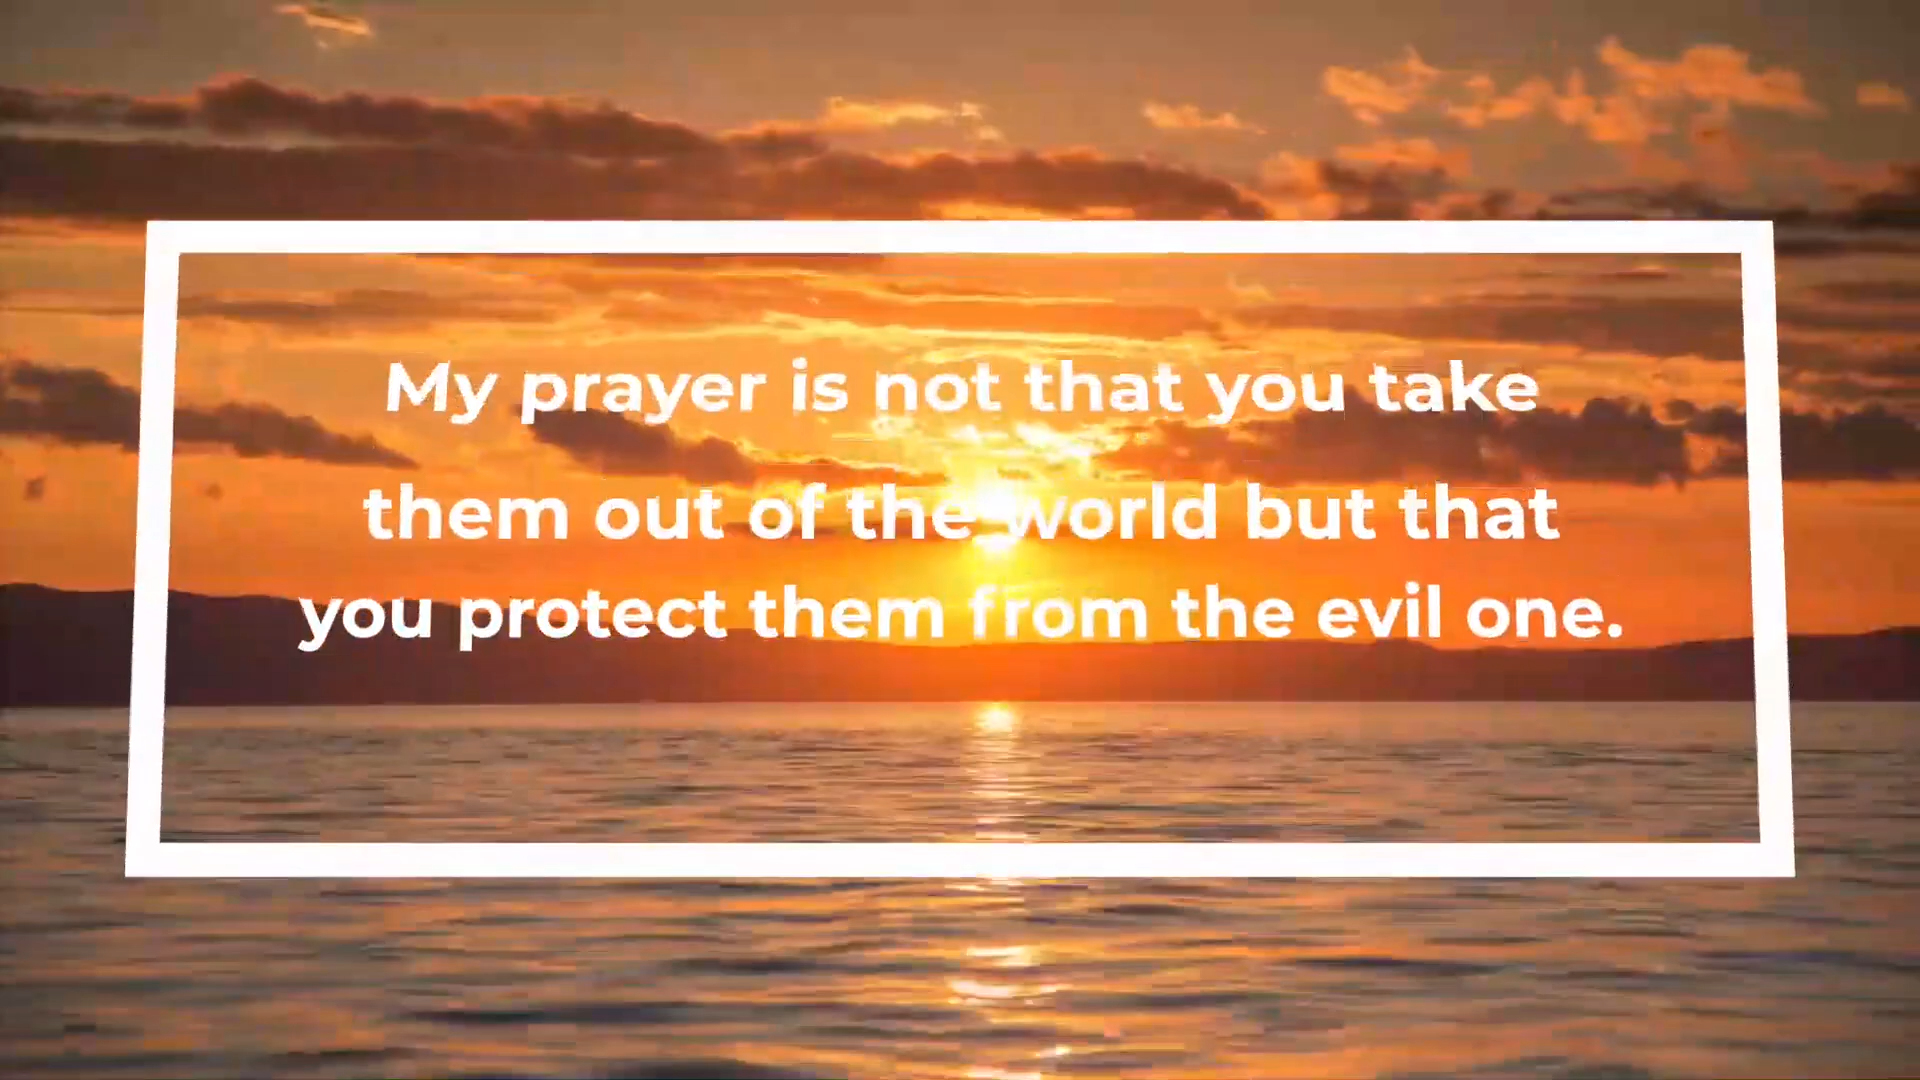 My prayer is not that you take
them out of the world but that
you protect them from the evil one.